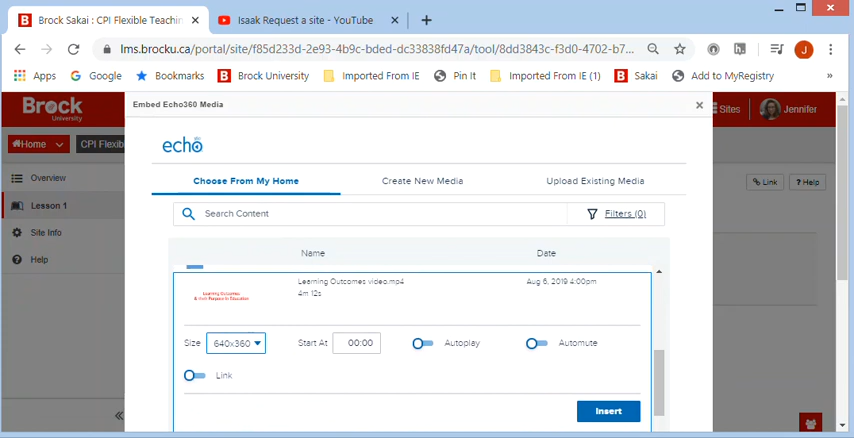 Brock Sakai : CPI Flexible Teachin
Isaak Request a site - YouTube
lms.brocku.ca/portal/site/f85d233d-2e93-4b9c-bded-dc33838fd47a/tool/8dd3843c-f3d0-4702-b7...
Apps
Google
Bookmarks
Brock University
Imported From IE
Pin It
Imported From IE (1)
Sakai
Add to MyRegistry
»
Brock
University
Embed Echo360 Media
Sites
Jennifer
Home
CPI Flexib
echo
Choose From My Home
Create New Media
Upload Existing Media
Overview
Link
? Help
Lesson 1
Search Content
Filters (0)
Site Info
Help
Name
Date
Learning Outcomes video.mp4
4m 12s
Aug 6, 2019 4:00pm
Learning Outcomes
Size
640x360
Start At
00:00
Autoplay
Automute
Link
Insert